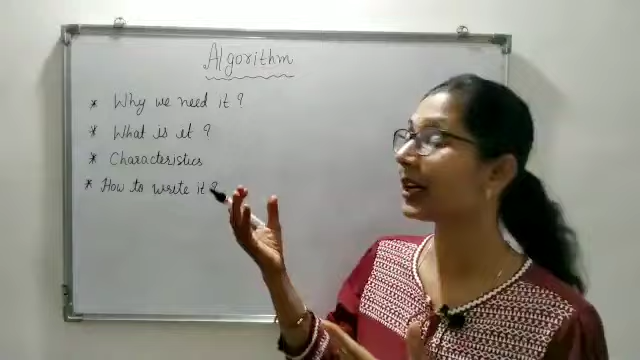 Algorithm
* Why we need it ?
* What is it ?
* Characteristics
* How to write it ?